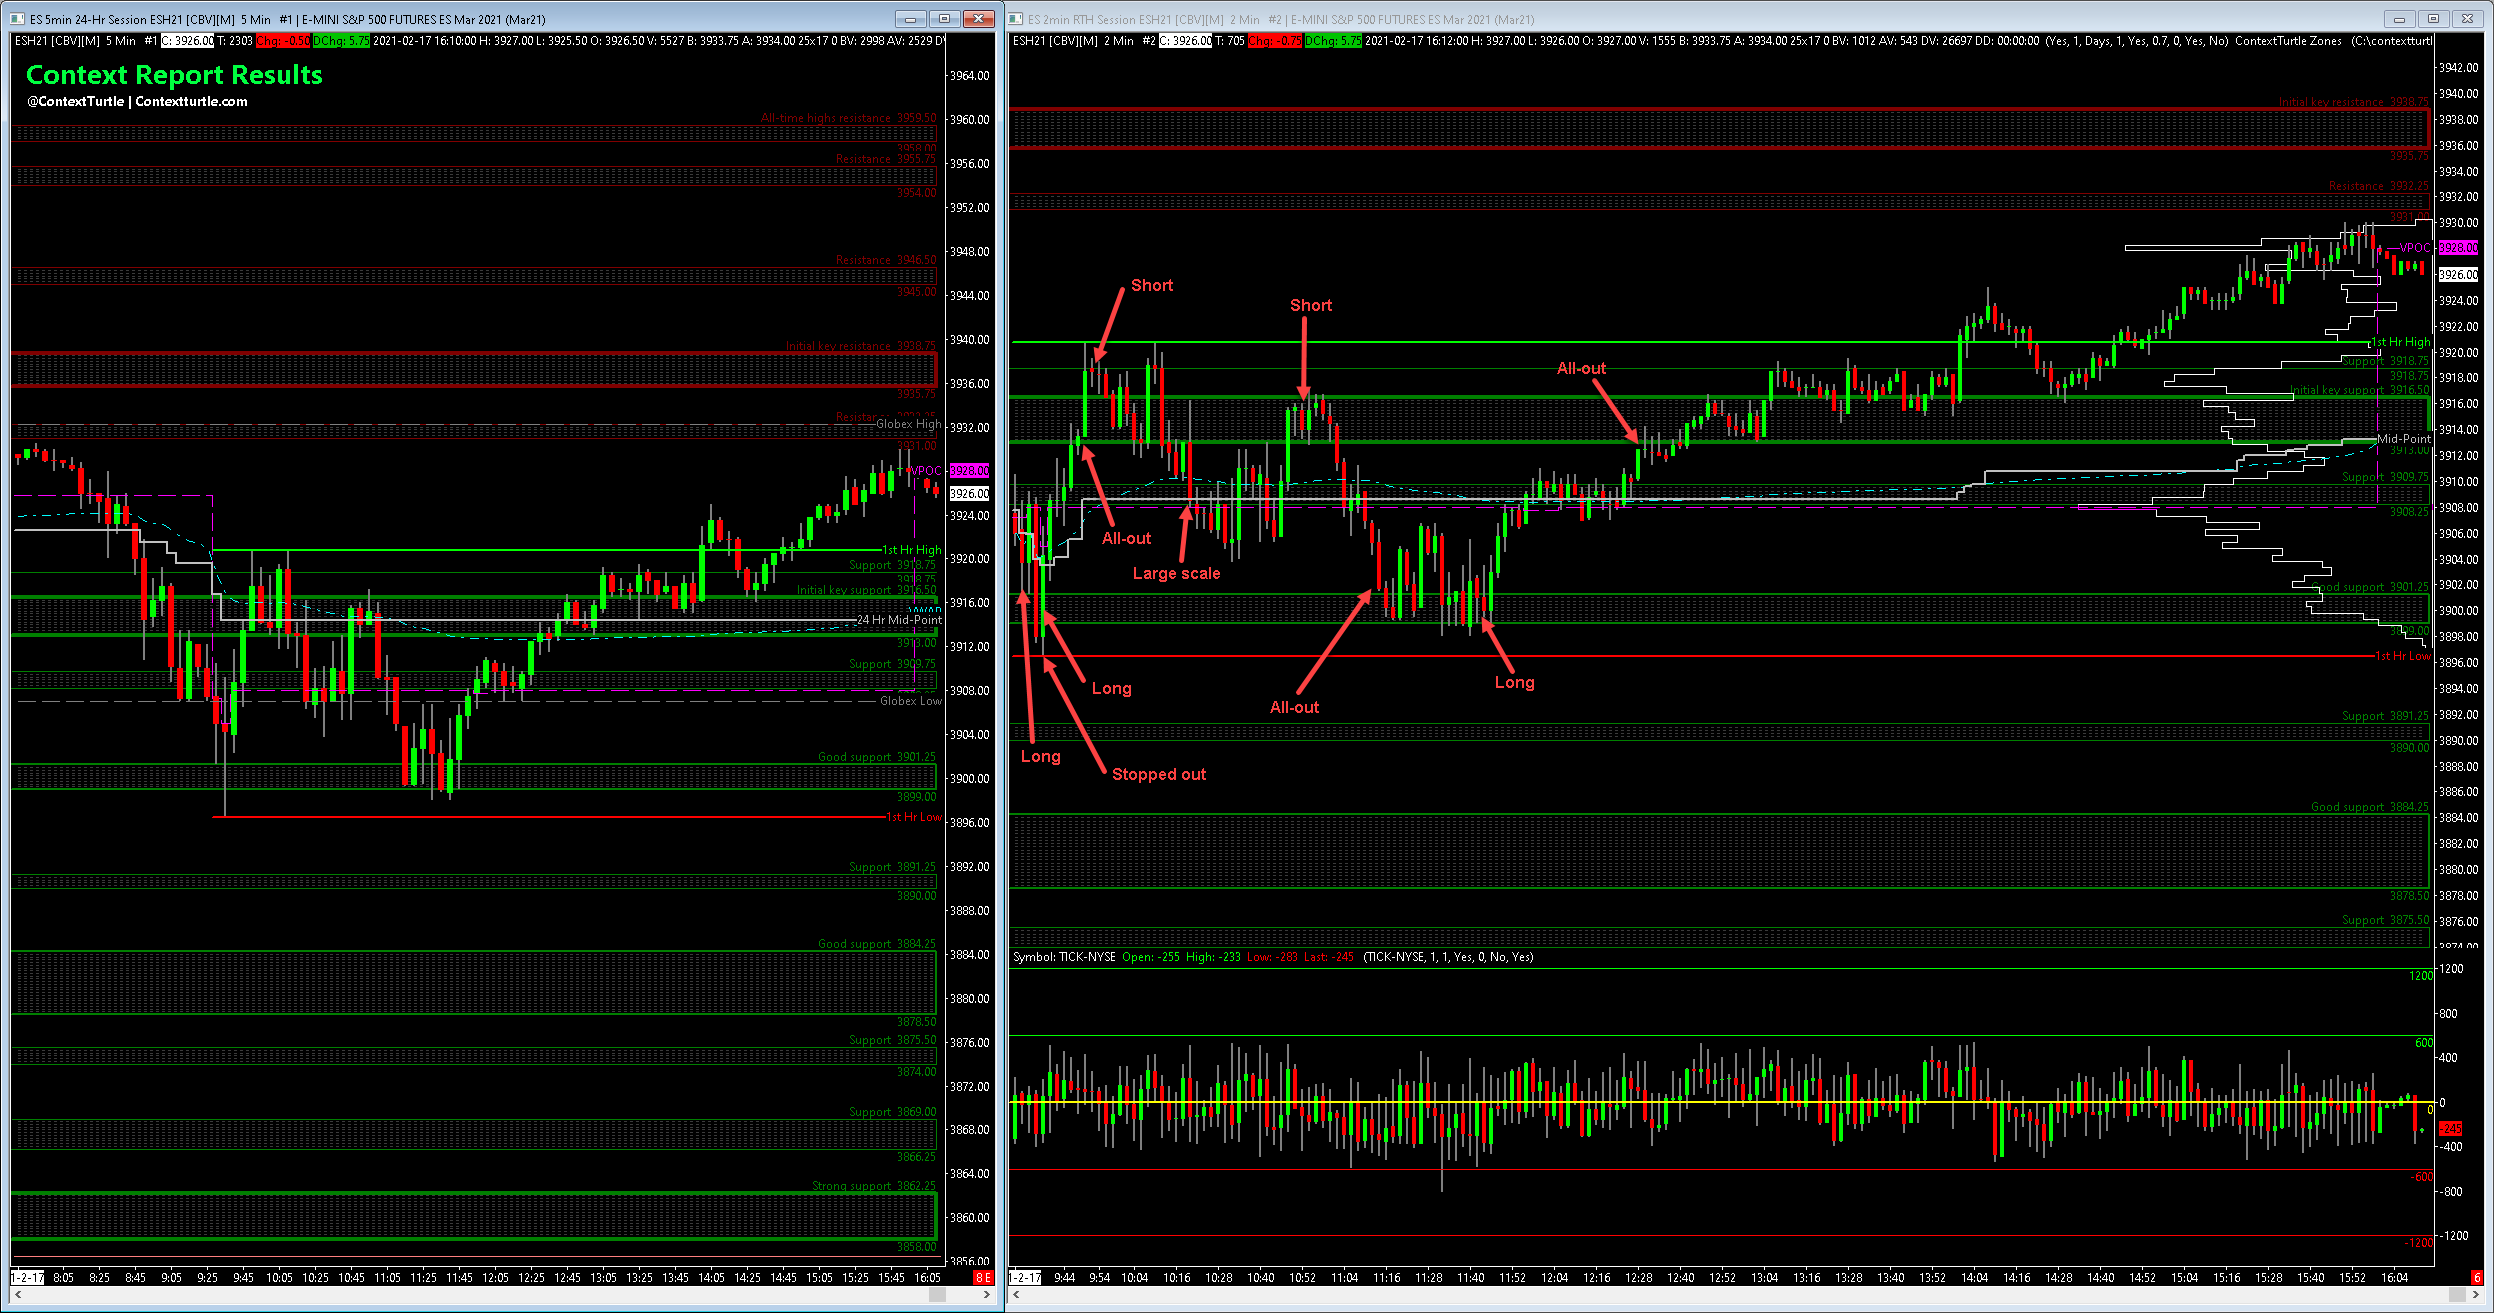 ES 5min 24-Hr Session ESH21 [CBV][M] 5 Min #1 | E-MINI S&P 500 FUTURES ES Mar 2021 (Mar21)
ESH21 [CBV][M] 5 Min #1 C: 3926.00 T: 2303 Chg: -0.50 DChg: 5.75 2021-02-17 16:10:00 H: 3927.00 L: 3925.50 O: 3926.50 V: 5527 B: 3933.75 A: 3934.00 25x17 0 BV: 2998 AV: 2529
Context Report Results
@ContextTurtle | Contextturtle.com
All-time highs resistance 3959.50
3958.00
Resistance 3955.75
3954.00
Resistance 3946.50
3945.00
Initial key resistance 3938.75
3935.75
Globex High
3931.00
VPOC
1st Hr High
Support 3918.75
3918.75
Initial key support 3916.50
24 Hr Mid-Point
3913.00
Support 3909.75
Globex Low
Good support 3901.25
3899.00
1st Hr Low
Support 3891.25
3890.00
Good support 3884.25
3878.50
Support 3875.50
3874.00
Support 3869.00
3866.25
Strong support 3862.25
3858.00
3964.00
3960.00
3956.00
3952.00
3948.00
3944.00
3940.00
3936.00
3932.00
3928.00
3926.00
3924.00
3920.00
3916.00
3912.00
3908.00
3904.00
3900.00
3896.00
3892.00
3888.00
3884.00
3880.00
3876.00
3872.00
3868.00
3864.00
3860.00
3856.00
1-2-17 8:05 8:25 8:45 9:05 9:25 9:45 10:05 10:25 10:45 11:05 11:25 11:45 12:05 12:25 12:45 13:05 13:25 13:45 14:05 14:25 14:45 15:05 15:25 15:45 16:05 8 E
ES 2min RTH Session ESH21 [CBV][M] 2 Min #2 | E-MINI S&P 500 FUTURES ES Mar 2021 (Mar21)
ESH21 [CBV][M] 2 Min #2 C: 3926.00 T: 705 Chg: -0.75 DChg: 5.75 2021-02-17 16:12:00 H: 3927.00 L: 3926.00 O: 3927.00 V: 1555 B: 3933.75 A: 3934.00 25x17 0 BV: 1012 AV: 543 DV: 26697 DD: 00:00:00 (Yes, 1, Days, 1, Yes, 0.7, 0, Yes, No) ContextTurtle Zones (C:\contextturtl
Initial key resistance 3938.75
3935.75
Resistance 3932.25
3931.00
VPOC
Short
Short
1st Hr High
Support 3918.75
3918.75
All-out
Initial key support 3916.50
Mid-Point
3913.00
Support 3909.75
3908.25
All-out
Large scale
Good support 3901.25
3899.00
1st Hr Low
Long
Long
All-out
Long
Stopped out
Support 3891.25
3890.00
Good support 3884.25
3878.50
Support 3875.50
3942.00
3940.00
3938.00
3936.00
3934.00
3932.00
3930.00
3928.00
3926.00
3924.00
3922.00
3920.00
3918.00
3916.00
3914.00
3912.00
3910.00
3908.00
3906.00
3904.00
3902.00
3900.00
3898.00
3896.00
3894.00
3892.00
3890.00
3888.00
3886.00
3884.00
3882.00
3880.00
3878.00
3876.00
3874.00
Symbol: TICK-NYSE Open: -255 High: -233 Low: -283 Last: -245 (TICK-NYSE, 1, 1, Yes, 0, No, Yes)
1200 1200
800
600
400
0
0
-245
-400
-600
-800
-1200 -1200
1-2-17 9:44 9:54 10:04 10:16 10:28 10:40 10:52 11:04 11:16 11:28 11:40 11:52 12:04 12:16 12:28 12:40 12:52 13:04 13:16 13:28 13:40 13:52 14:04 14:16 14:28 14:40 14:52 15:04 15:16 15:28 15:40 15:52 16:04 6